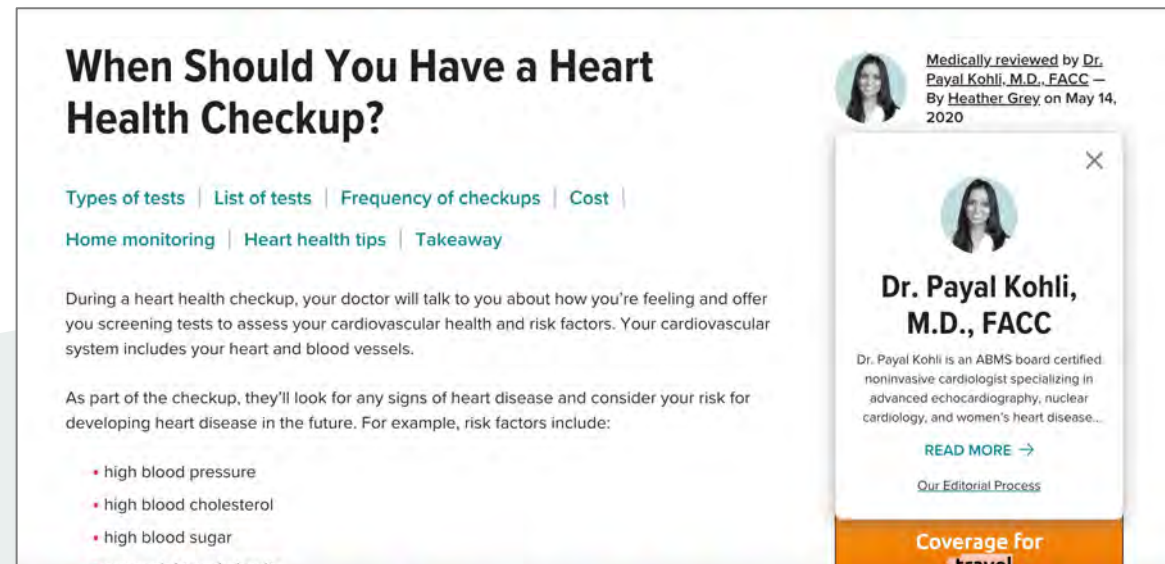 When Should You Have a Heart
Health Checkup?
Types of tests | List of tests | Frequency of checkups | Cost |
Home monitoring | Heart health tips | Takeaway
During a heart health checkup, your doctor will talk to you about how you're feeling and offer
you screening tests to assess your cardiovascular health and risk factors. Your cardiovascular
system includes your heart and blood vessels.
As part of the checkup, they'll look for any signs of heart disease and consider your risk for
developing heart disease in the future. For example, risk factors include:
• high blood pressure
• high blood cholesterol
• high blood sugar
Medically reviewed by Dr.
Payal Kohli, M.D., FACC —
By Heather Grey on May 14,
2020
Dr. Payal Kohli,
M.D., FACC
Dr. Payal Kohli is an ABMS board certified
noninvasive cardiologist specializing in
advanced echocardiography, nuclear
cardiology, and women's heart disease...
READ MORE →
Our Editorial Process
Coverage for
travel